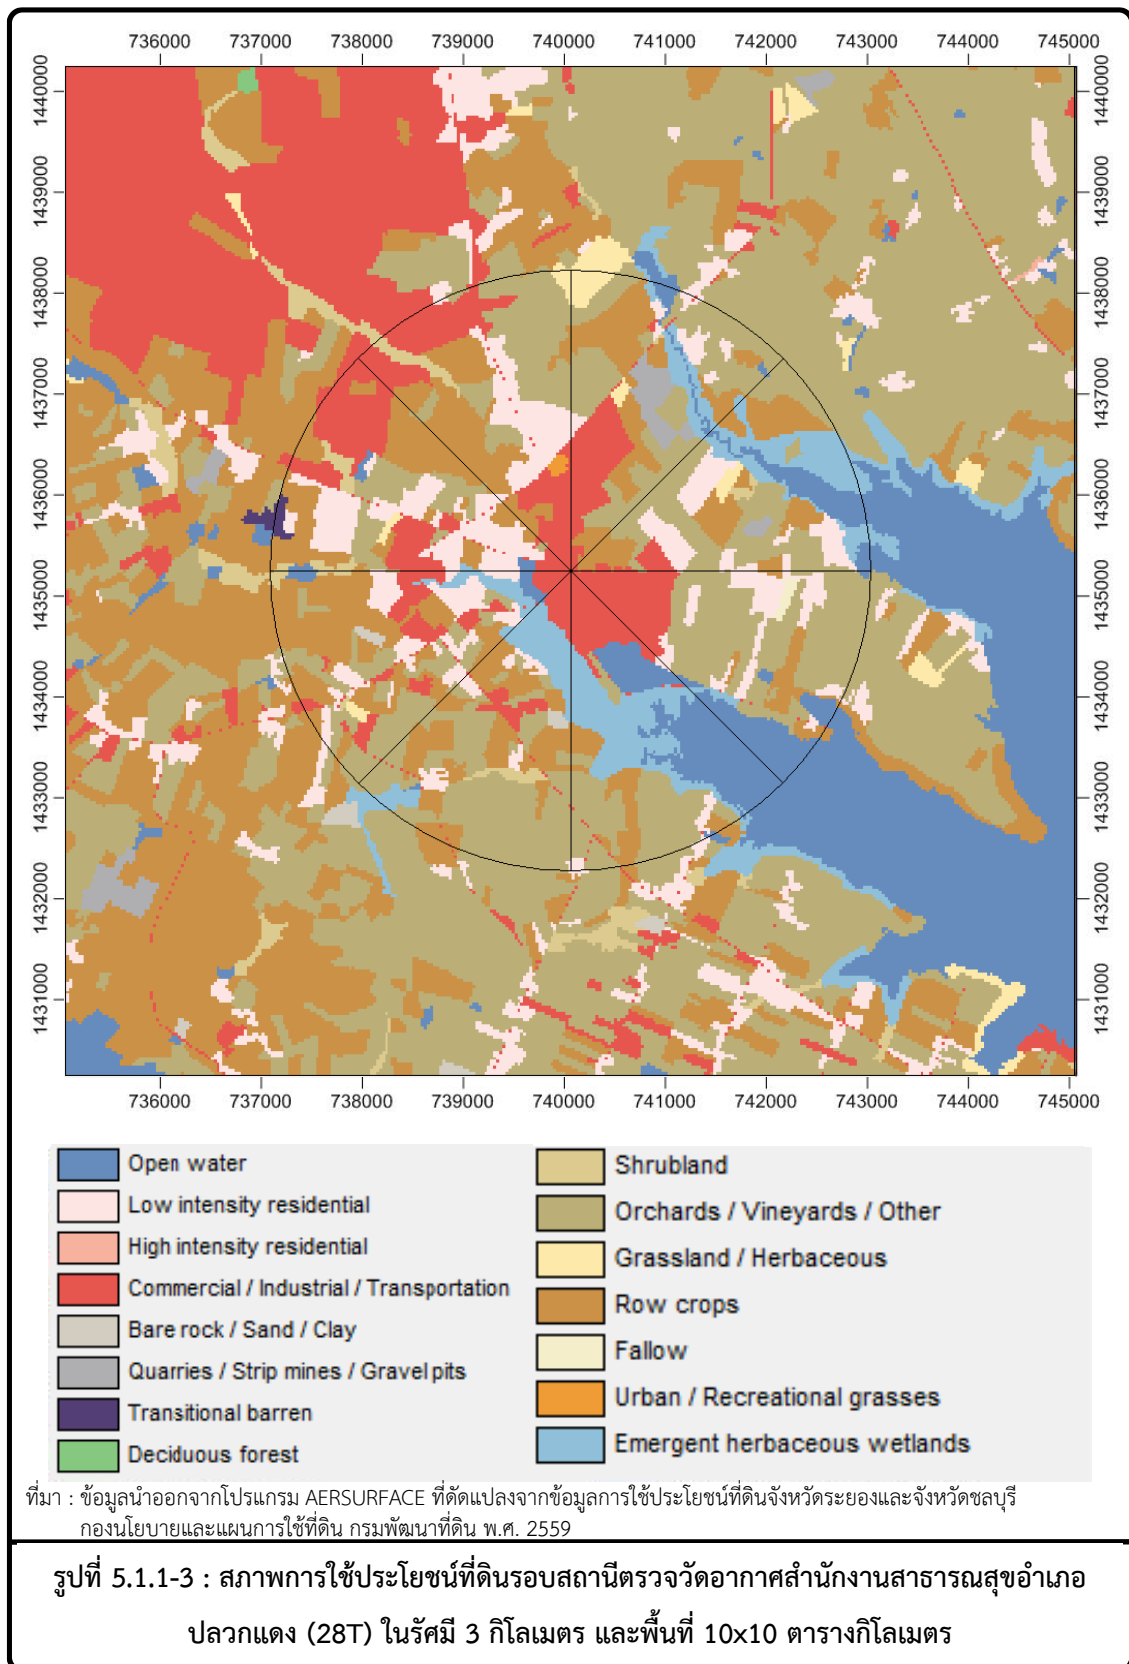 736000 737000 738000 739000 740000 741000 742000 743000 744000 745000
1440000 1440000
1439000 1439000
1438000 1438000
1437000 1437000
1436000 1436000
1435000 1435000
1434000 1434000
1433000 1433000
1432000 1432000
1431000 1431000
736000 737000 738000 739000 740000 741000 742000 743000 744000 745000
Open water
Low intensity residential
High intensity residential
Commercial / Industrial / Transportation
Bare rock / Sand / Clay
Quarries / Strip mines / Gravel pits
Transitional barren
Deciduous forest
Shrubland
Orchards / Vineyards / Other
Grassland / Herbaceous
Row crops
Fallow
Urban / Recreational grasses
Emergent herbaceous wetlands
ที่มา : ข้อมูลนำออกจากโปรแกรม AERSURFACE ที่ดัดแปลงจากข้อมูลการใช้ประโยชน์ที่ดินจังหวัดระยองและจังหวัดชลบุรี
กองนโยบายและแผนการใช้ที่ดิน กรมพัฒนาที่ดิน พ.ศ. 2559
รูปที่ 5.1.1-3 : สภาพการใช้ประโยชน์ที่ดินรอบสถานีตรวจวัดอากาศสำนักงานสาธารณสุขอำเภอ
ปลวกแดง (28T) ในรัศมี 3 กิโลเมตร และพื้นที่ 10x10 ตารางกิโลเมตร